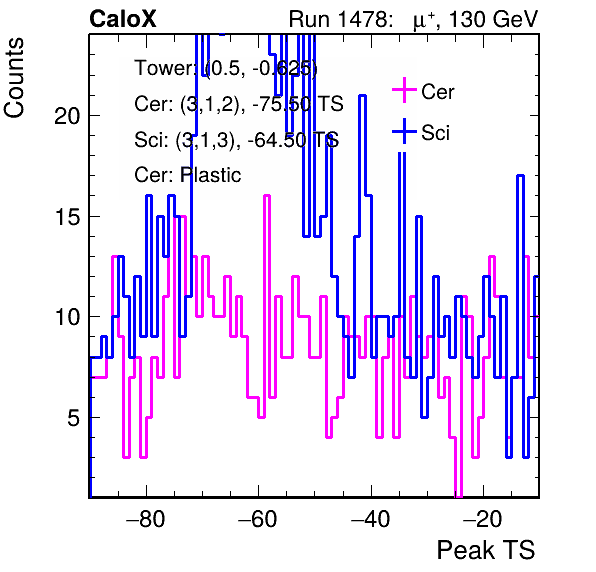 CaloX Run 1478: μ⁺, 130 GeV
Counts
Tower: (0.5, -0.625)
Cer: (3,1,2), -75.50 TS
Sci: (3,1,3), -64.50 TS
Cer: Plastic
Cer
Sci
20
15
10
5
−80 −60 −40 −20
Peak TS